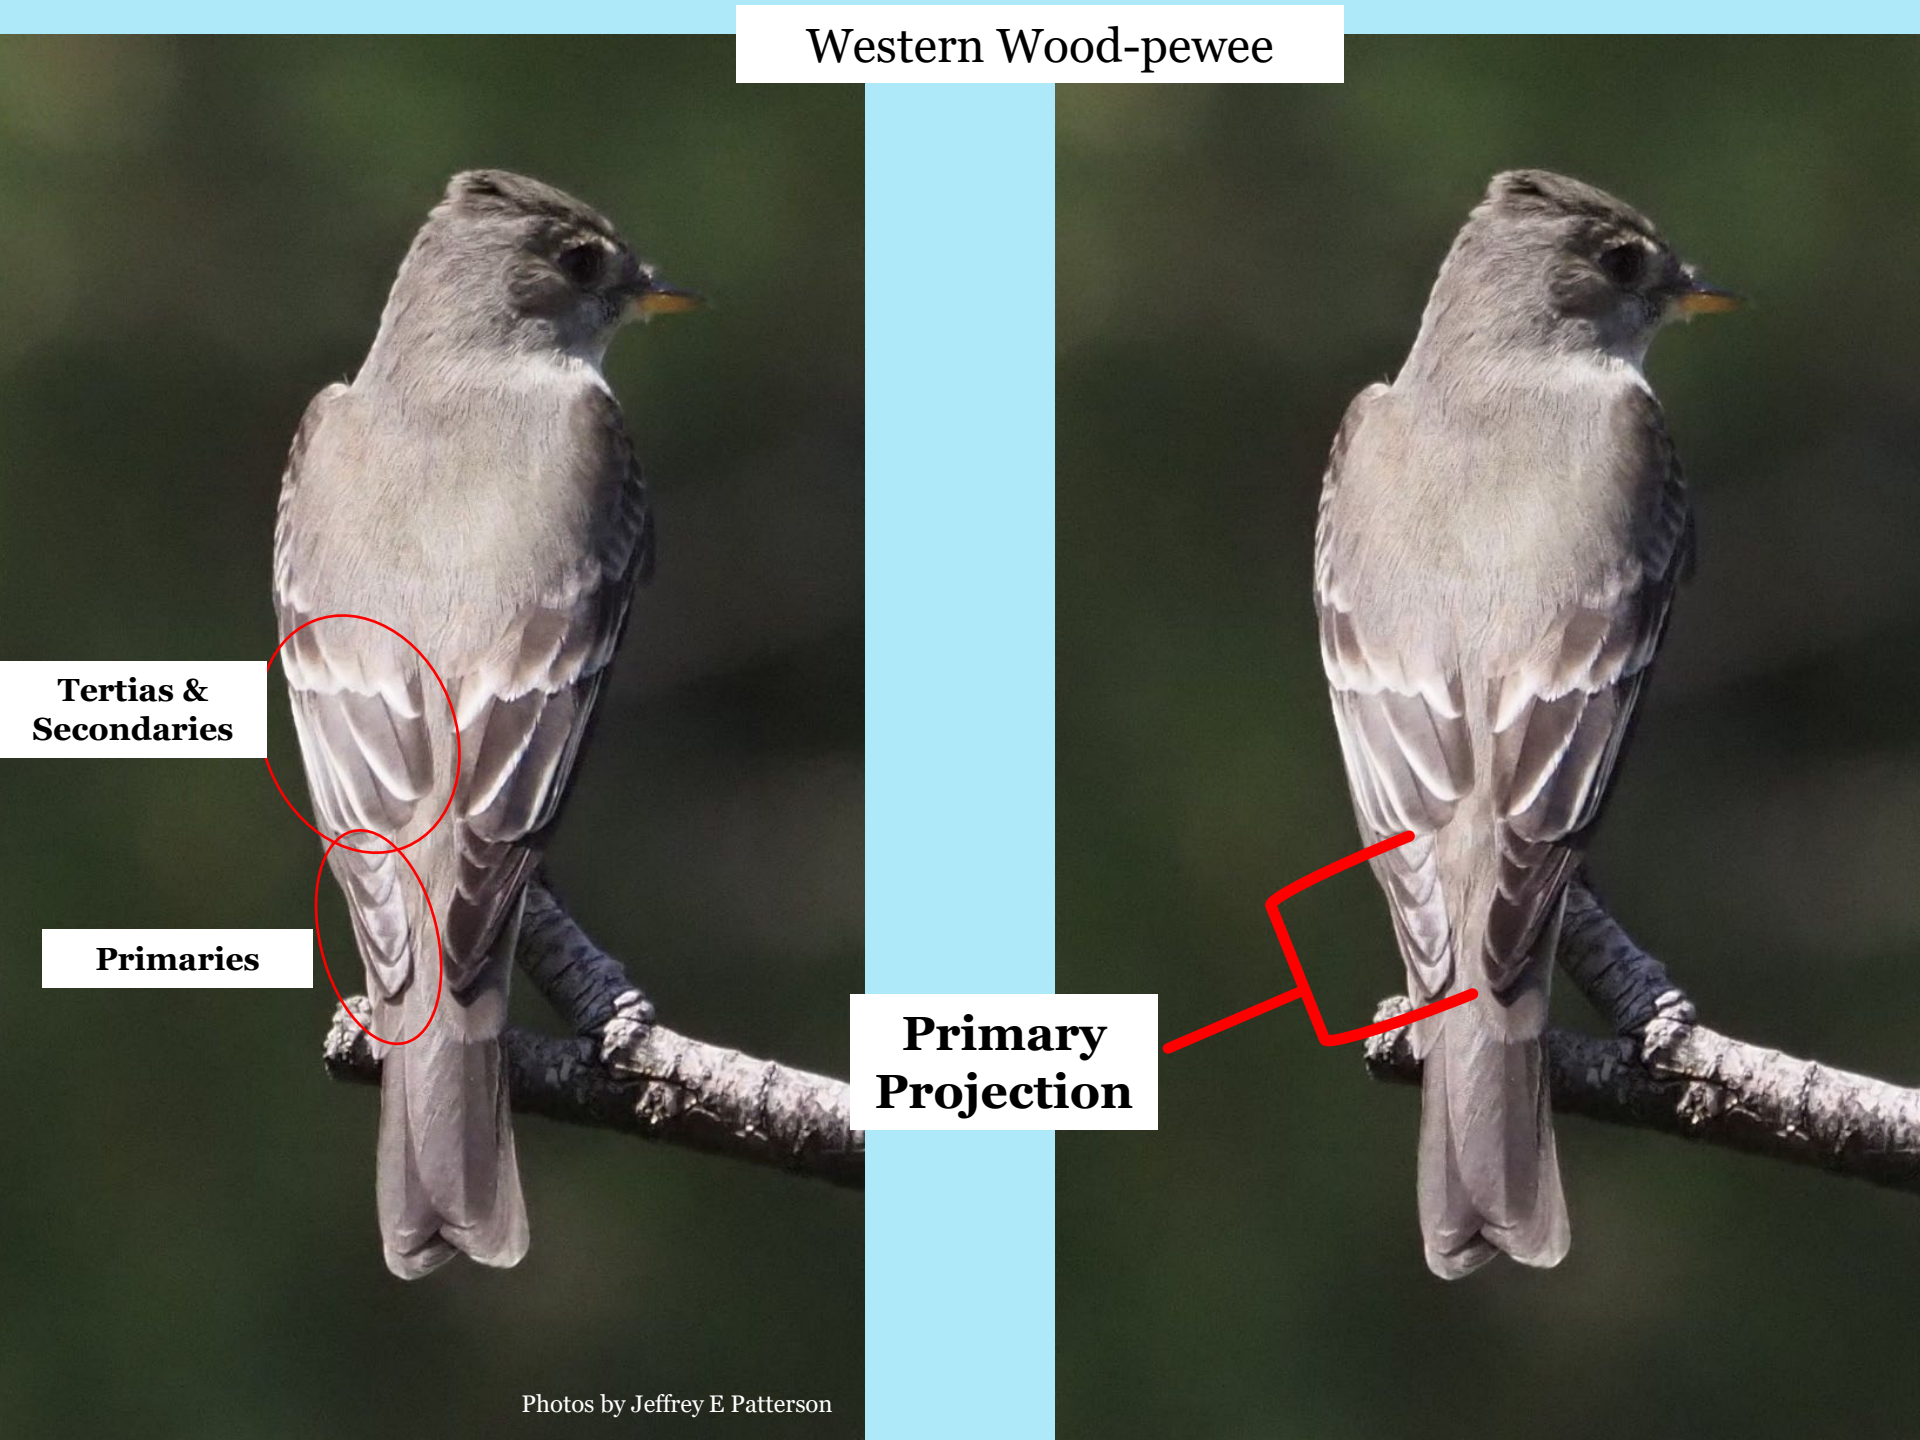 Western Wood-pewee
Tertias &
Secondaries
Primaries
Primary
Projection
Photos by Jeffrey E Patterson